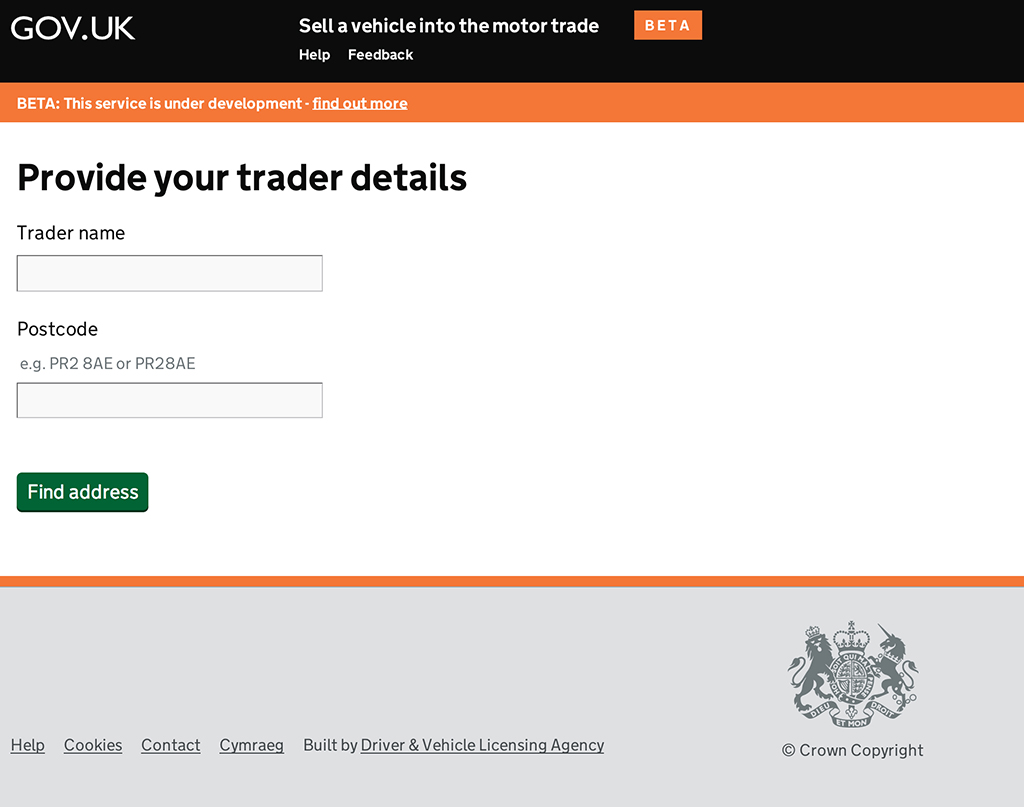 GOV.UK
Sell a vehicle into the motor trade
BETA
Help Feedback
BETA: This service is under development - find out more
Provide your trader details
Trader name
Postcode
e.g. PR2 8AE or PR28AE
Find address
DIEU ET MON DROIT
Help Cookies Contact Cymraeg Built by Driver & Vehicle Licensing Agency
© Crown Copyright